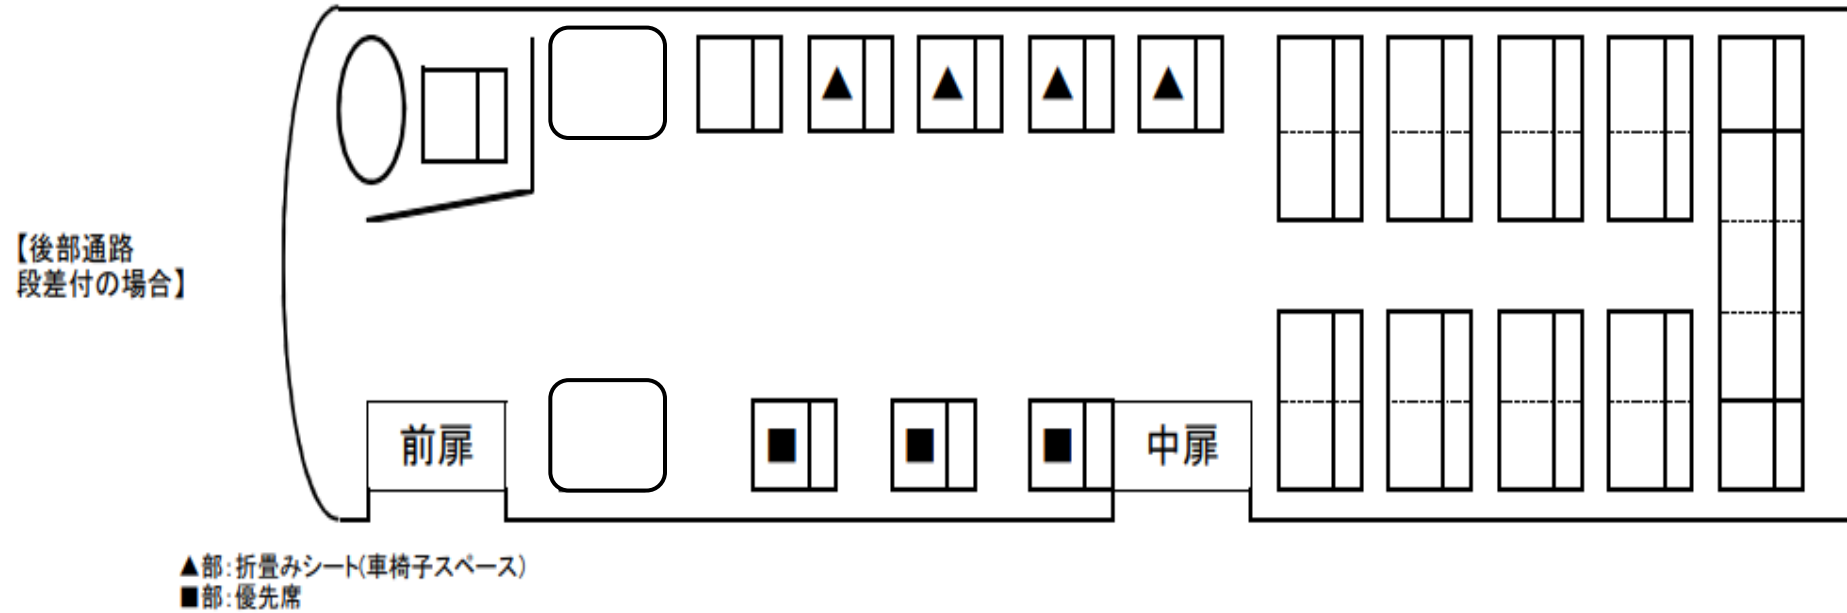 【後部通路
段差付の場合】
▲
▲
▲
▲
前扉
■
■
■
中扉
▲部:折畳みシート(車椅子スペース)
■部:優先席